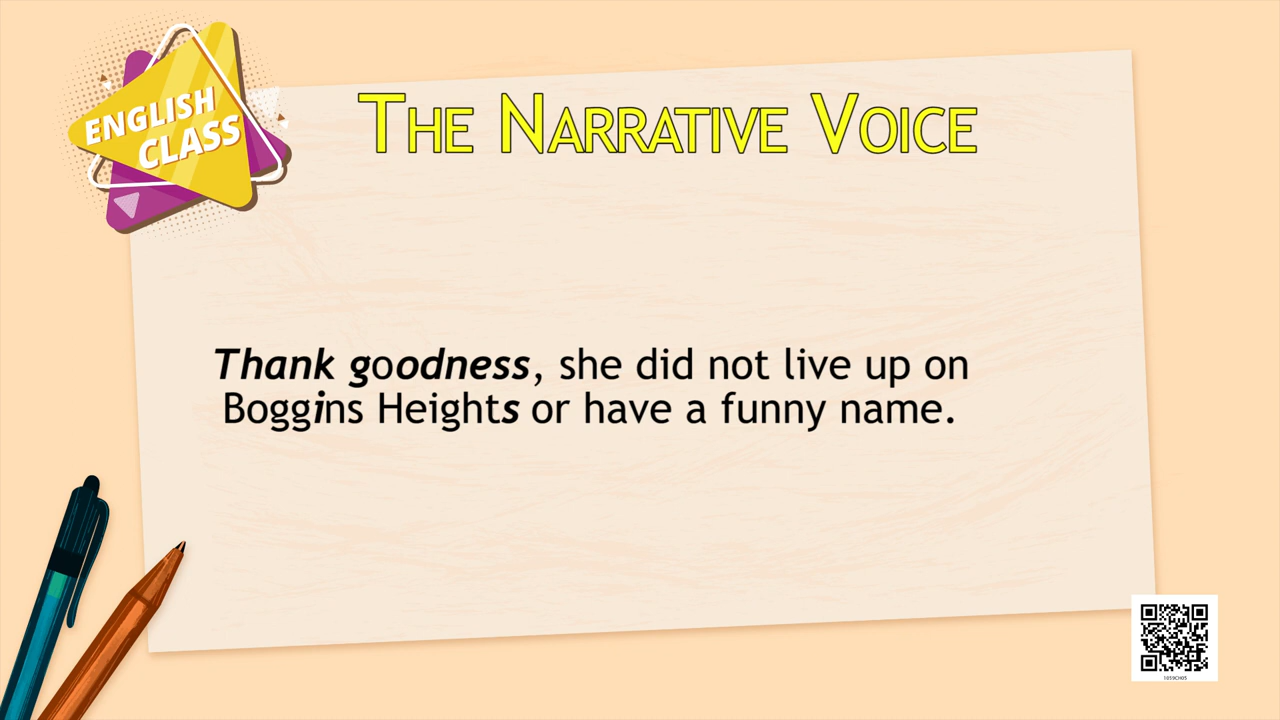 ENGLISH
CLASS
THE NARRATIVE VOICE
Thank goodness, she did not live up on
Boggins Heights or have a funny name.
1059CH05